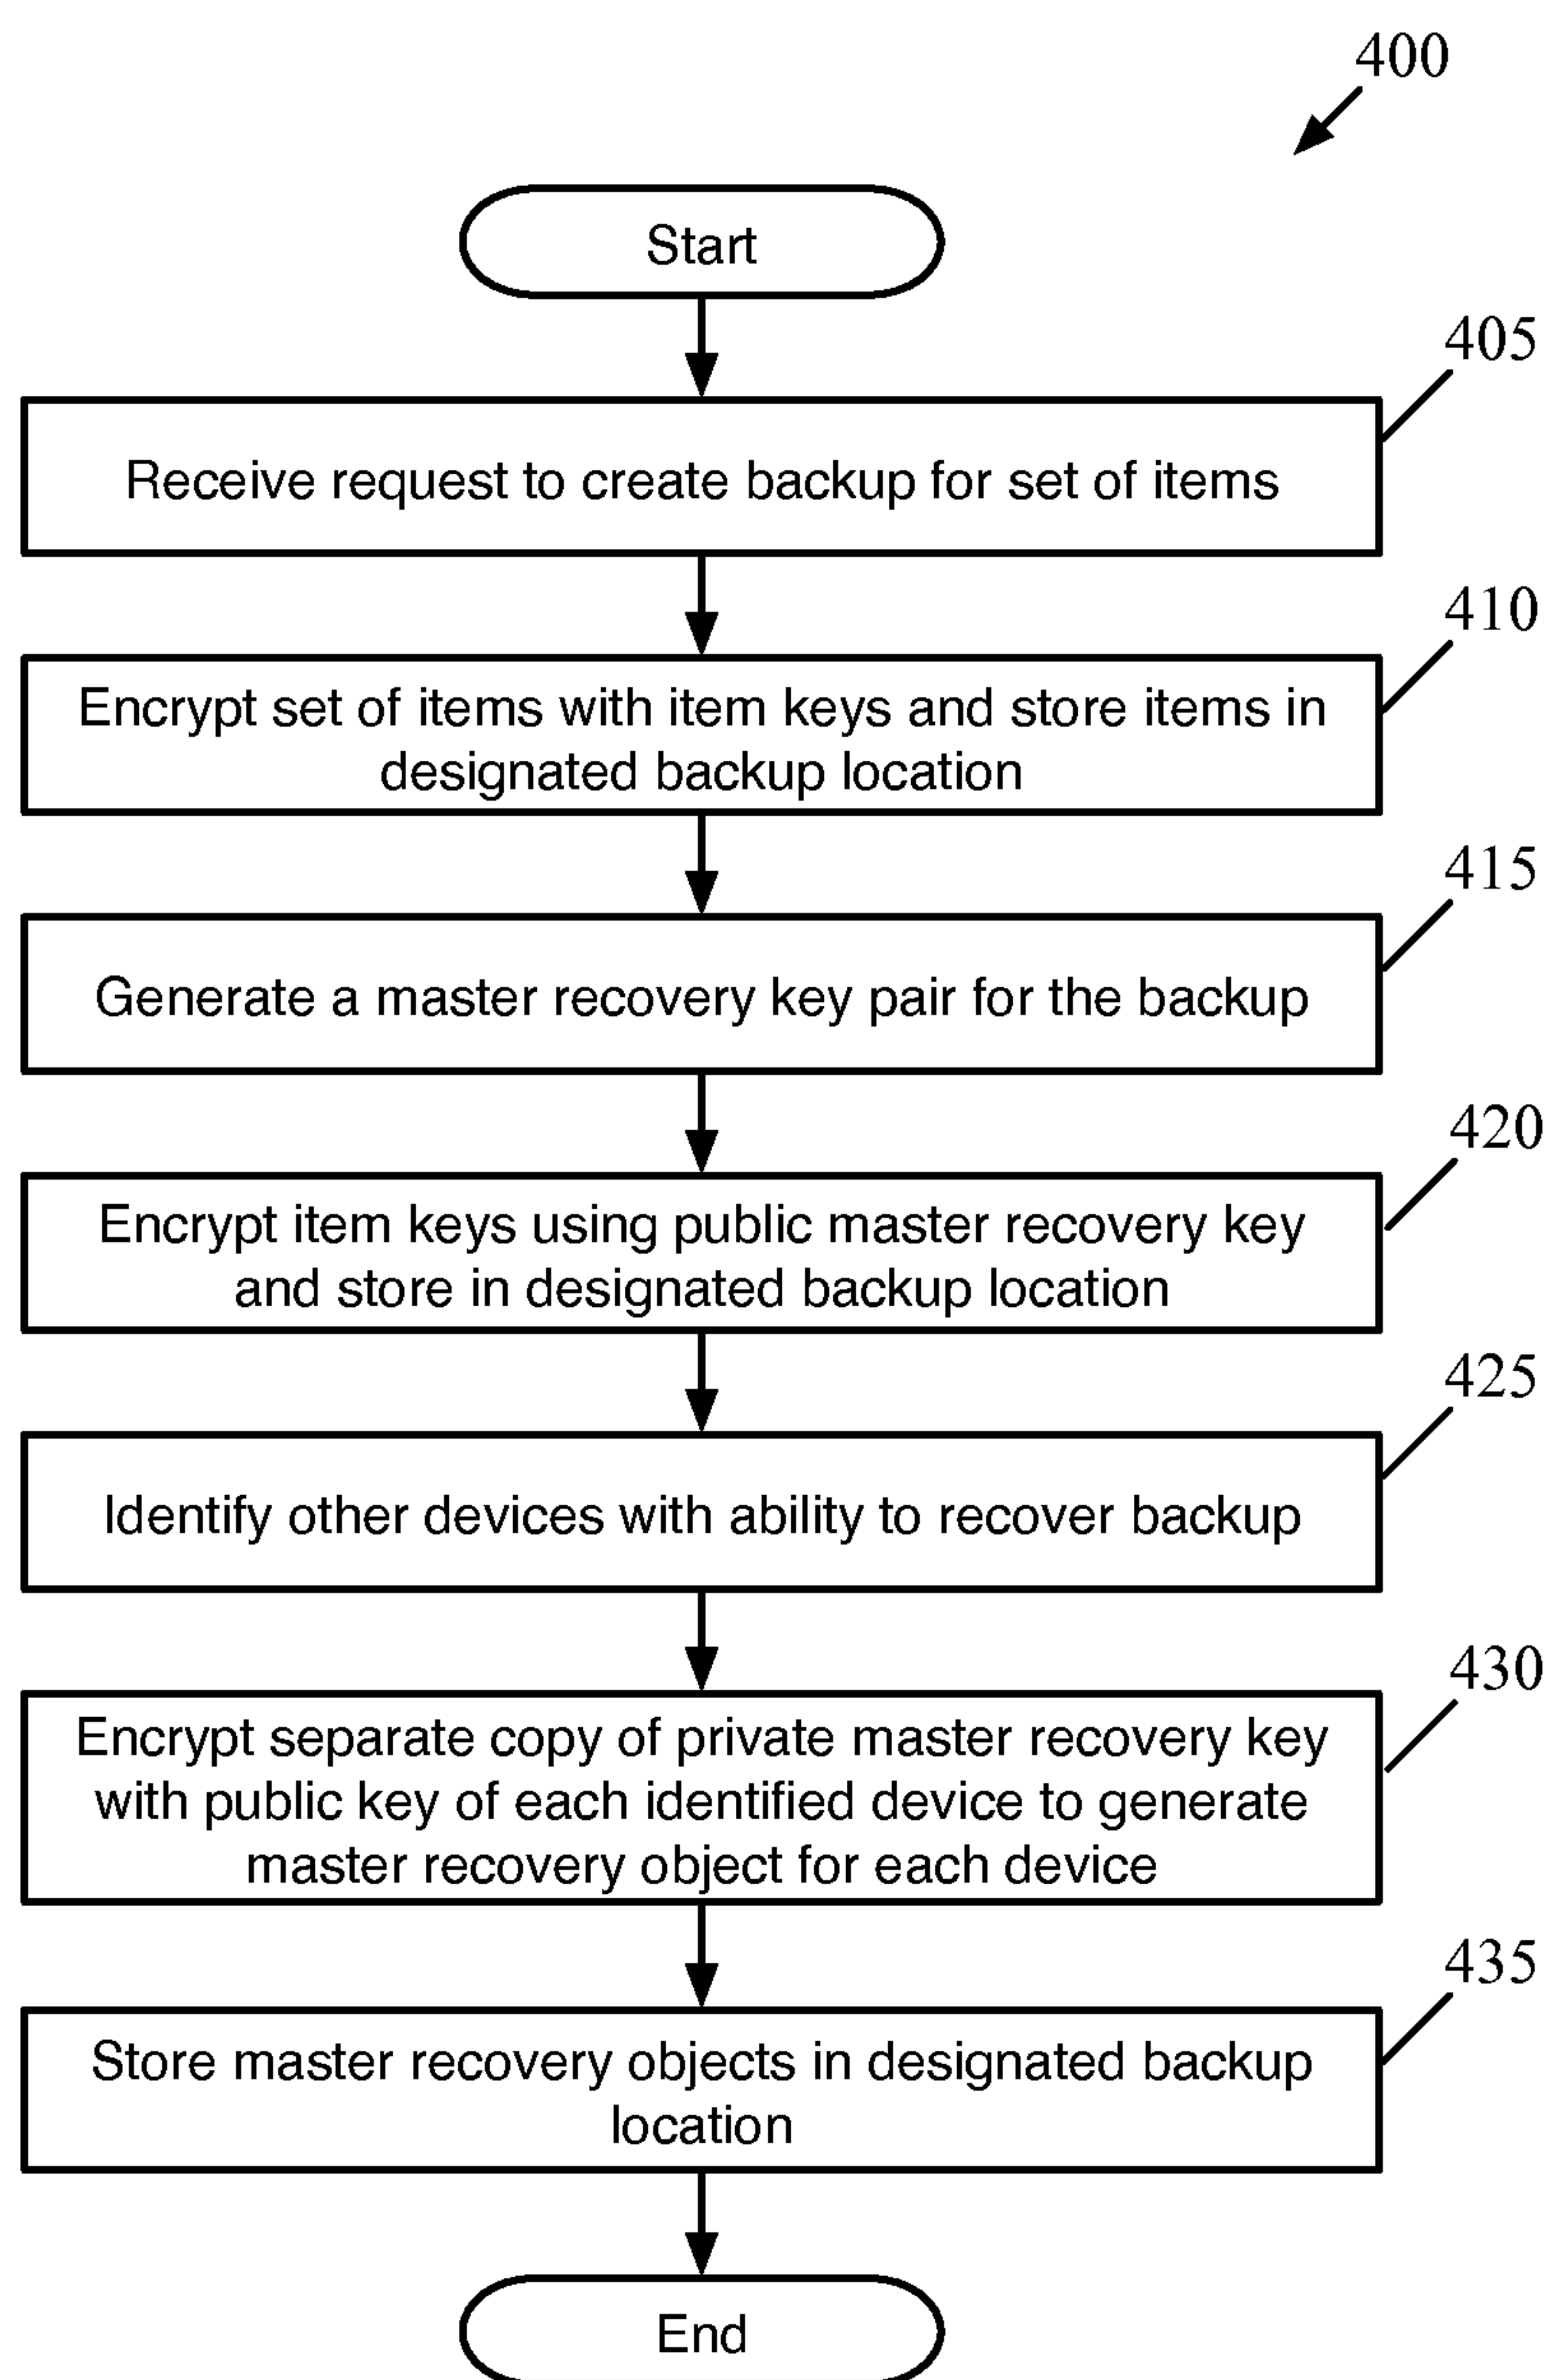 400
Start
405
Receive request to create backup for set of items
410
Encrypt set of items with item keys and store items in
designated backup location
415
Generate a master recovery key pair for the backup
420
Encrypt item keys using public master recovery key
and store in designated backup location
425
Identify other devices with ability to recover backup
430
Encrypt separate copy of private master recovery key
with public key of each identified device to generate
master recovery object for each device
435
Store master recovery objects in designated backup
location
End